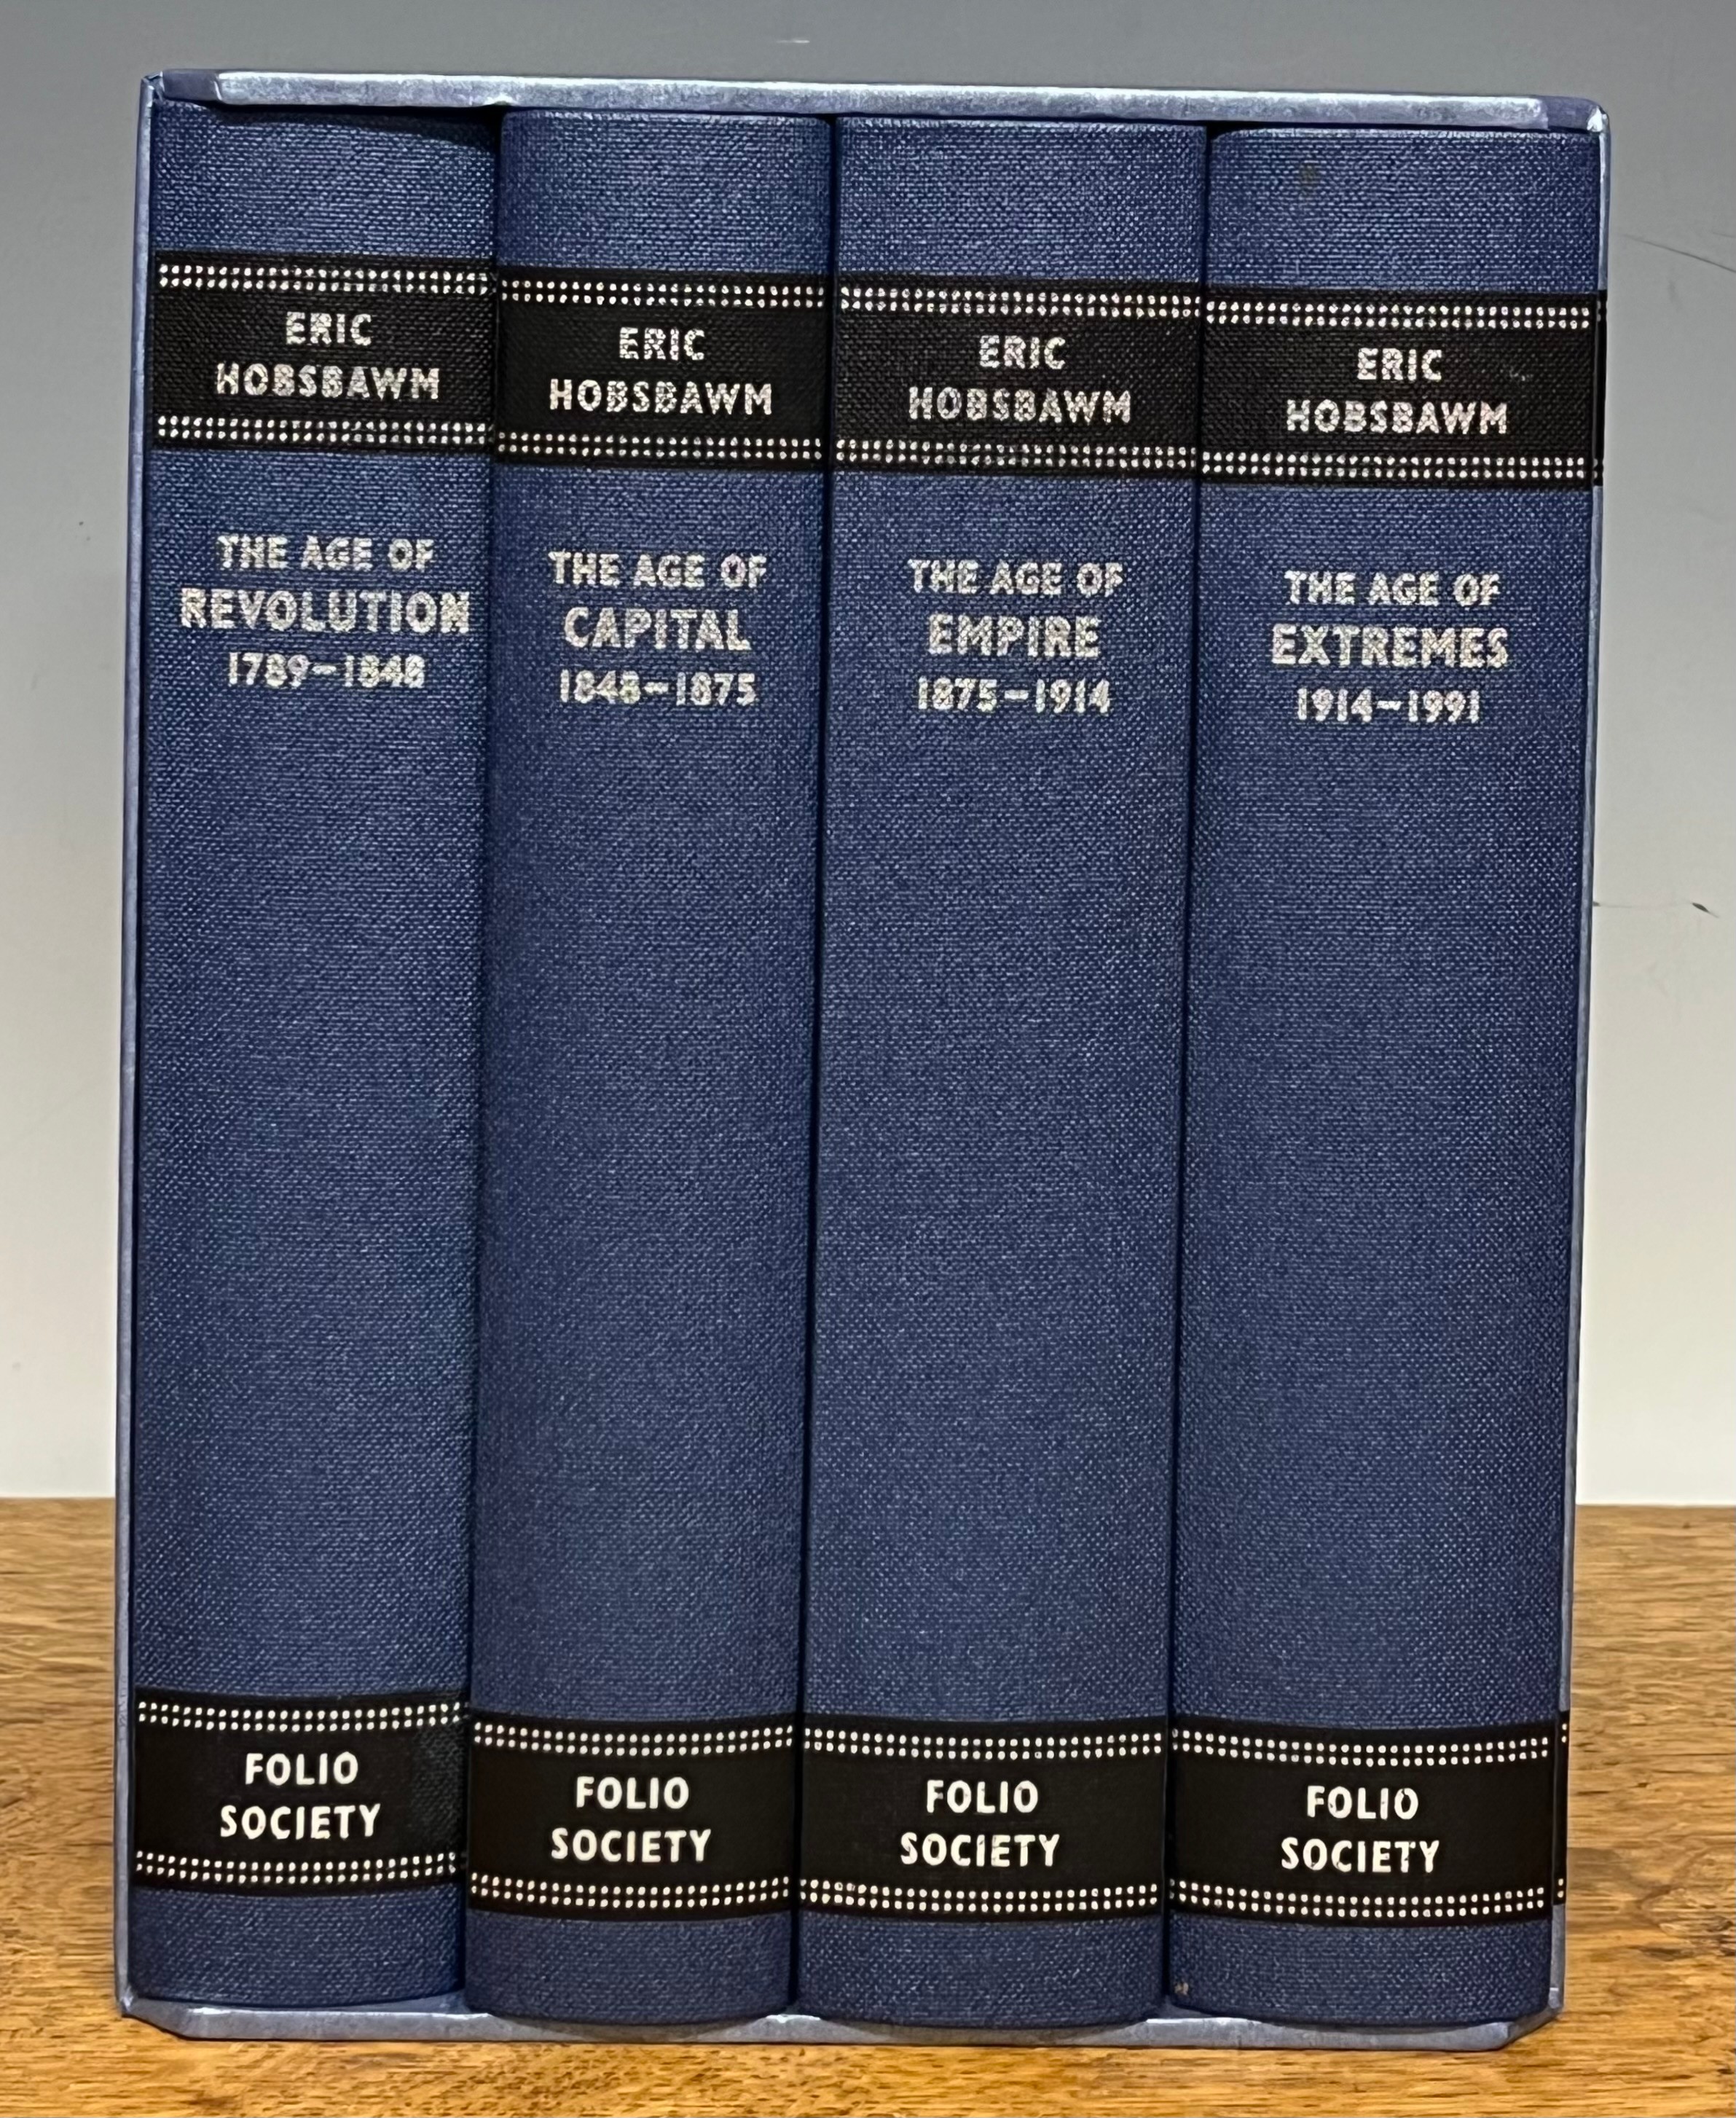 ERIC
HOBSBAWM
THE AGE OF
REVOLUTION
1789–1848
FOLIO
SOCIETY
ERIC
HOBSBAWM
THE AGE OF
CAPITAL
1848–1875
FOLIO
SOCIETY
ERIC
HOBSBAWM
THE AGE OF
EMPIRE
1875–1914
FOLIO
SOCIETY
ERIC
HOBSBAWM
THE AGE OF
EXTREMES
1914–1991
FOLIO
SOCIETY